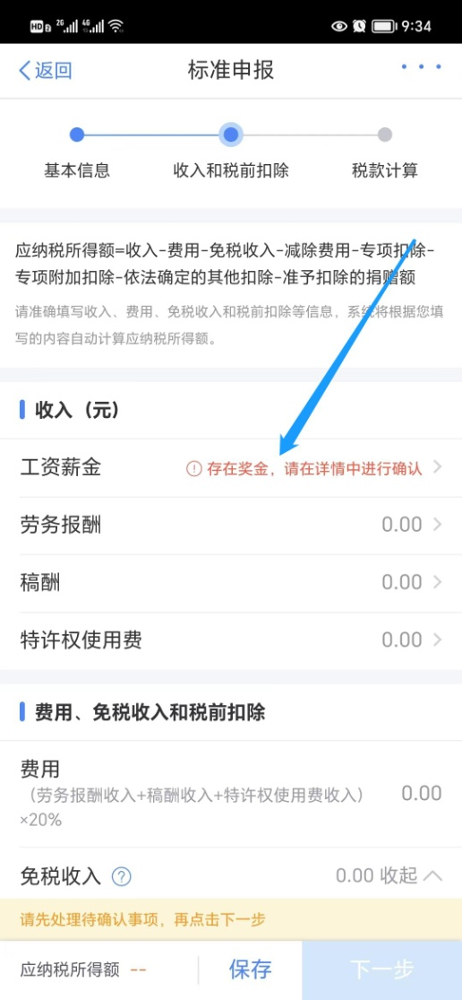 HD 2 2G 4G 9:34
返回 标准申报
基本信息 收入和税前扣除 税款计算
应纳税所得额=收入-费用-免税收入-减除费用-专项扣除-
专项附加扣除-依法确定的其他扣除-准予扣除的捐赠额
请准确填写收入、费用、免税收入和税前扣除等信息，系统将根据您填
写的内容自动计算应纳税所得额。
收入（元）
工资薪金 存在奖金，请在详情中进行确认
劳务报酬 0.00
稿酬 0.00
特许权使用费 0.00
费用、免税收入和税前扣除
费用
（劳务报酬收入+稿酬收入+特许权使用费收入） 0.00
×20%
免税收入 ? 0.00 收起
请先处理待确认事项，再点击下一步
应纳税所得额 -- 保存 下一步